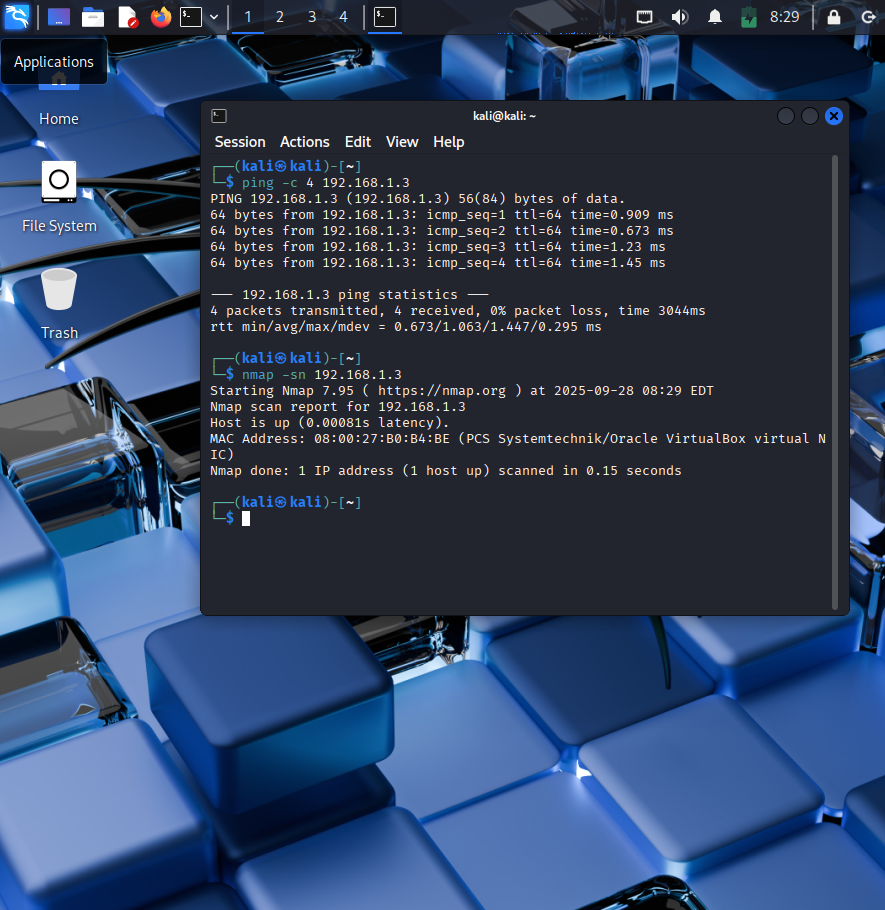 1 2 3 4 8:29
Applications
Home
File System
Trash
kali@kali: ~
Session Actions Edit View Help
┌──(kali㉿kali)-[~]
└─$ ping -c 4 192.168.1.3
PING 192.168.1.3 (192.168.1.3) 56(84) bytes of data.
64 bytes from 192.168.1.3: icmp_seq=1 ttl=64 time=0.909 ms
64 bytes from 192.168.1.3: icmp_seq=2 ttl=64 time=0.673 ms
64 bytes from 192.168.1.3: icmp_seq=3 ttl=64 time=1.23 ms
64 bytes from 192.168.1.3: icmp_seq=4 ttl=64 time=1.45 ms
--- 192.168.1.3 ping statistics ---
4 packets transmitted, 4 received, 0% packet loss, time 3044ms
rtt min/avg/max/mdev = 0.673/1.063/1.447/0.295 ms
┌──(kali㉿kali)-[~]
└─$ nmap -sn 192.168.1.3
Starting Nmap 7.95 ( https://nmap.org ) at 2025-09-28 08:29 EDT
Nmap scan report for 192.168.1.3
Host is up (0.00081s latency).
MAC Address: 08:00:27:B0:B4:BE (PCS Systemtechnik/Oracle VirtualBox virtual N
IC)
Nmap done: 1 IP address (1 host up) scanned in 0.15 seconds
┌──(kali㉿kali)-[~]
└─$